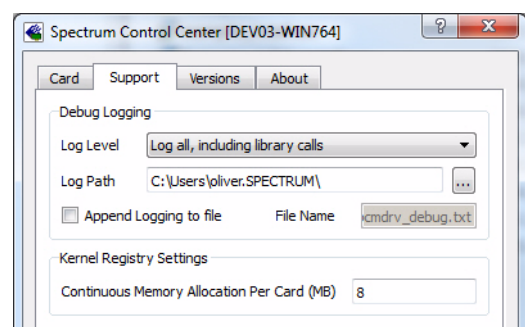 Spectrum Control Center [DEV03-WIN764]
Card Support Versions About
Debug Logging
Log Level Log all, including library calls
Log Path C:\Users\oliver.SPECTRUM\ ...
Append Logging to file File Name cmdrv_debug.txt
Kernel Registry Settings
Continuous Memory Allocation Per Card (MB) 8